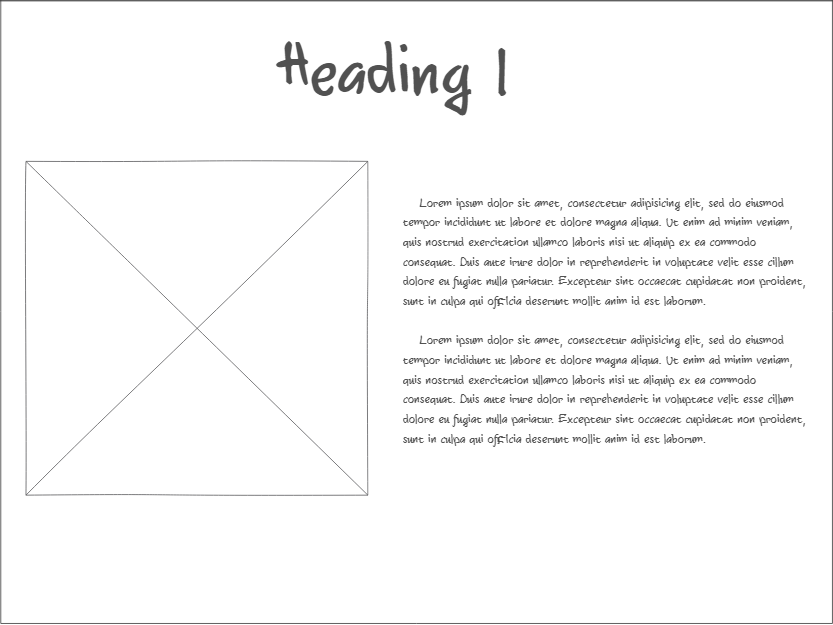 Heading 1
Lorem ipsum dolor sit amet, consectetur adipisicing elit, sed do eiusmod
tempor incididunt ut labore et dolore magna aliqua. Ut enim ad minim veniam,
quis nostrud exercitation ullamco laboris nisi ut aliquip ex ea commodo
consequat. Duis aute irure dolor in reprehenderit in voluptate velit esse cillum
dolore eu fugiat nulla pariatur. Excepteur sint occaecat cupidatat non proident,
sunt in culpa qui officia deserunt mollit anim id est laborum.
Lorem ipsum dolor sit amet, consectetur adipisicing elit, sed do eiusmod
tempor incididunt ut labore et dolore magna aliqua. Ut enim ad minim veniam,
quis nostrud exercitation ullamco laboris nisi ut aliquip ex ea commodo
consequat. Duis aute irure dolor in reprehenderit in voluptate velit esse cillum
dolore eu fugiat nulla pariatur. Excepteur sint occaecat cupidatat non proident,
sunt in culpa qui officia deserunt mollit anim id est laborum.